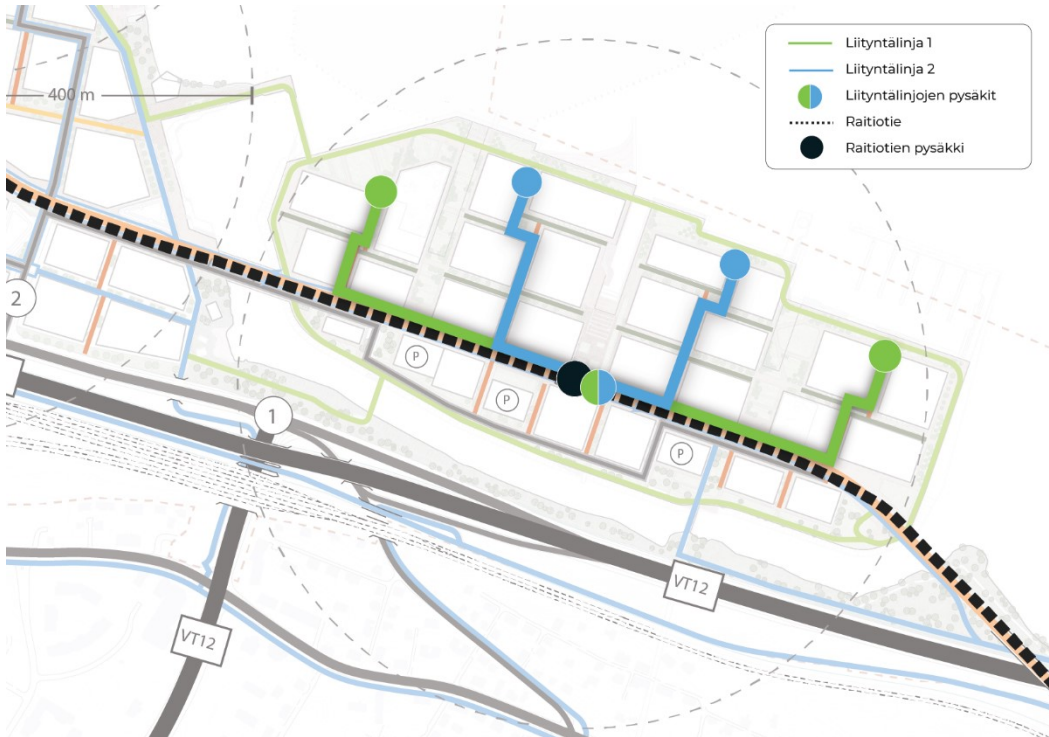 Liityntälinja 1
Liityntälinja 2
Liityntälinjojen pysäkit
Raitiotie
Raitiotien pysäkki
400 m
2
P
P
1
P
VT12
VT12